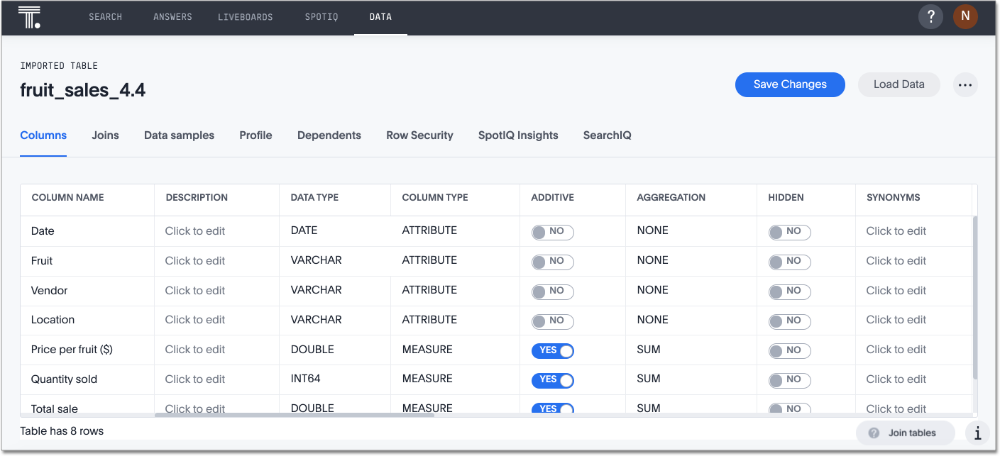 SEARCH ANSWERS LIVEBOARDS SPOTIQ DATA ? N
IMPORTED TABLE
fruit_sales_4.4
Save Changes Load Data ...
Columns Joins Data samples Profile Dependents Row Security SpotIQ Insights SearchIQ
COLUMN NAME DESCRIPTION DATA TYPE COLUMN TYPE ADDITIVE AGGREGATION HIDDEN SYNONYMS
Date Click to edit DATE ATTRIBUTE NO NONE NO Click to edit
Fruit Click to edit VARCHAR ATTRIBUTE NO NONE NO Click to edit
Vendor Click to edit VARCHAR ATTRIBUTE NO NONE NO Click to edit
Location Click to edit VARCHAR ATTRIBUTE NO NONE NO Click to edit
Price per fruit ($) Click to edit DOUBLE MEASURE YES SUM NO Click to edit
Quantity sold Click to edit INT64 MEASURE YES SUM NO Click to edit
Total sale Click to edit DOUBLE MEASURE YES SUM NO Click to edit
Table has 8 rows ? Join tables i